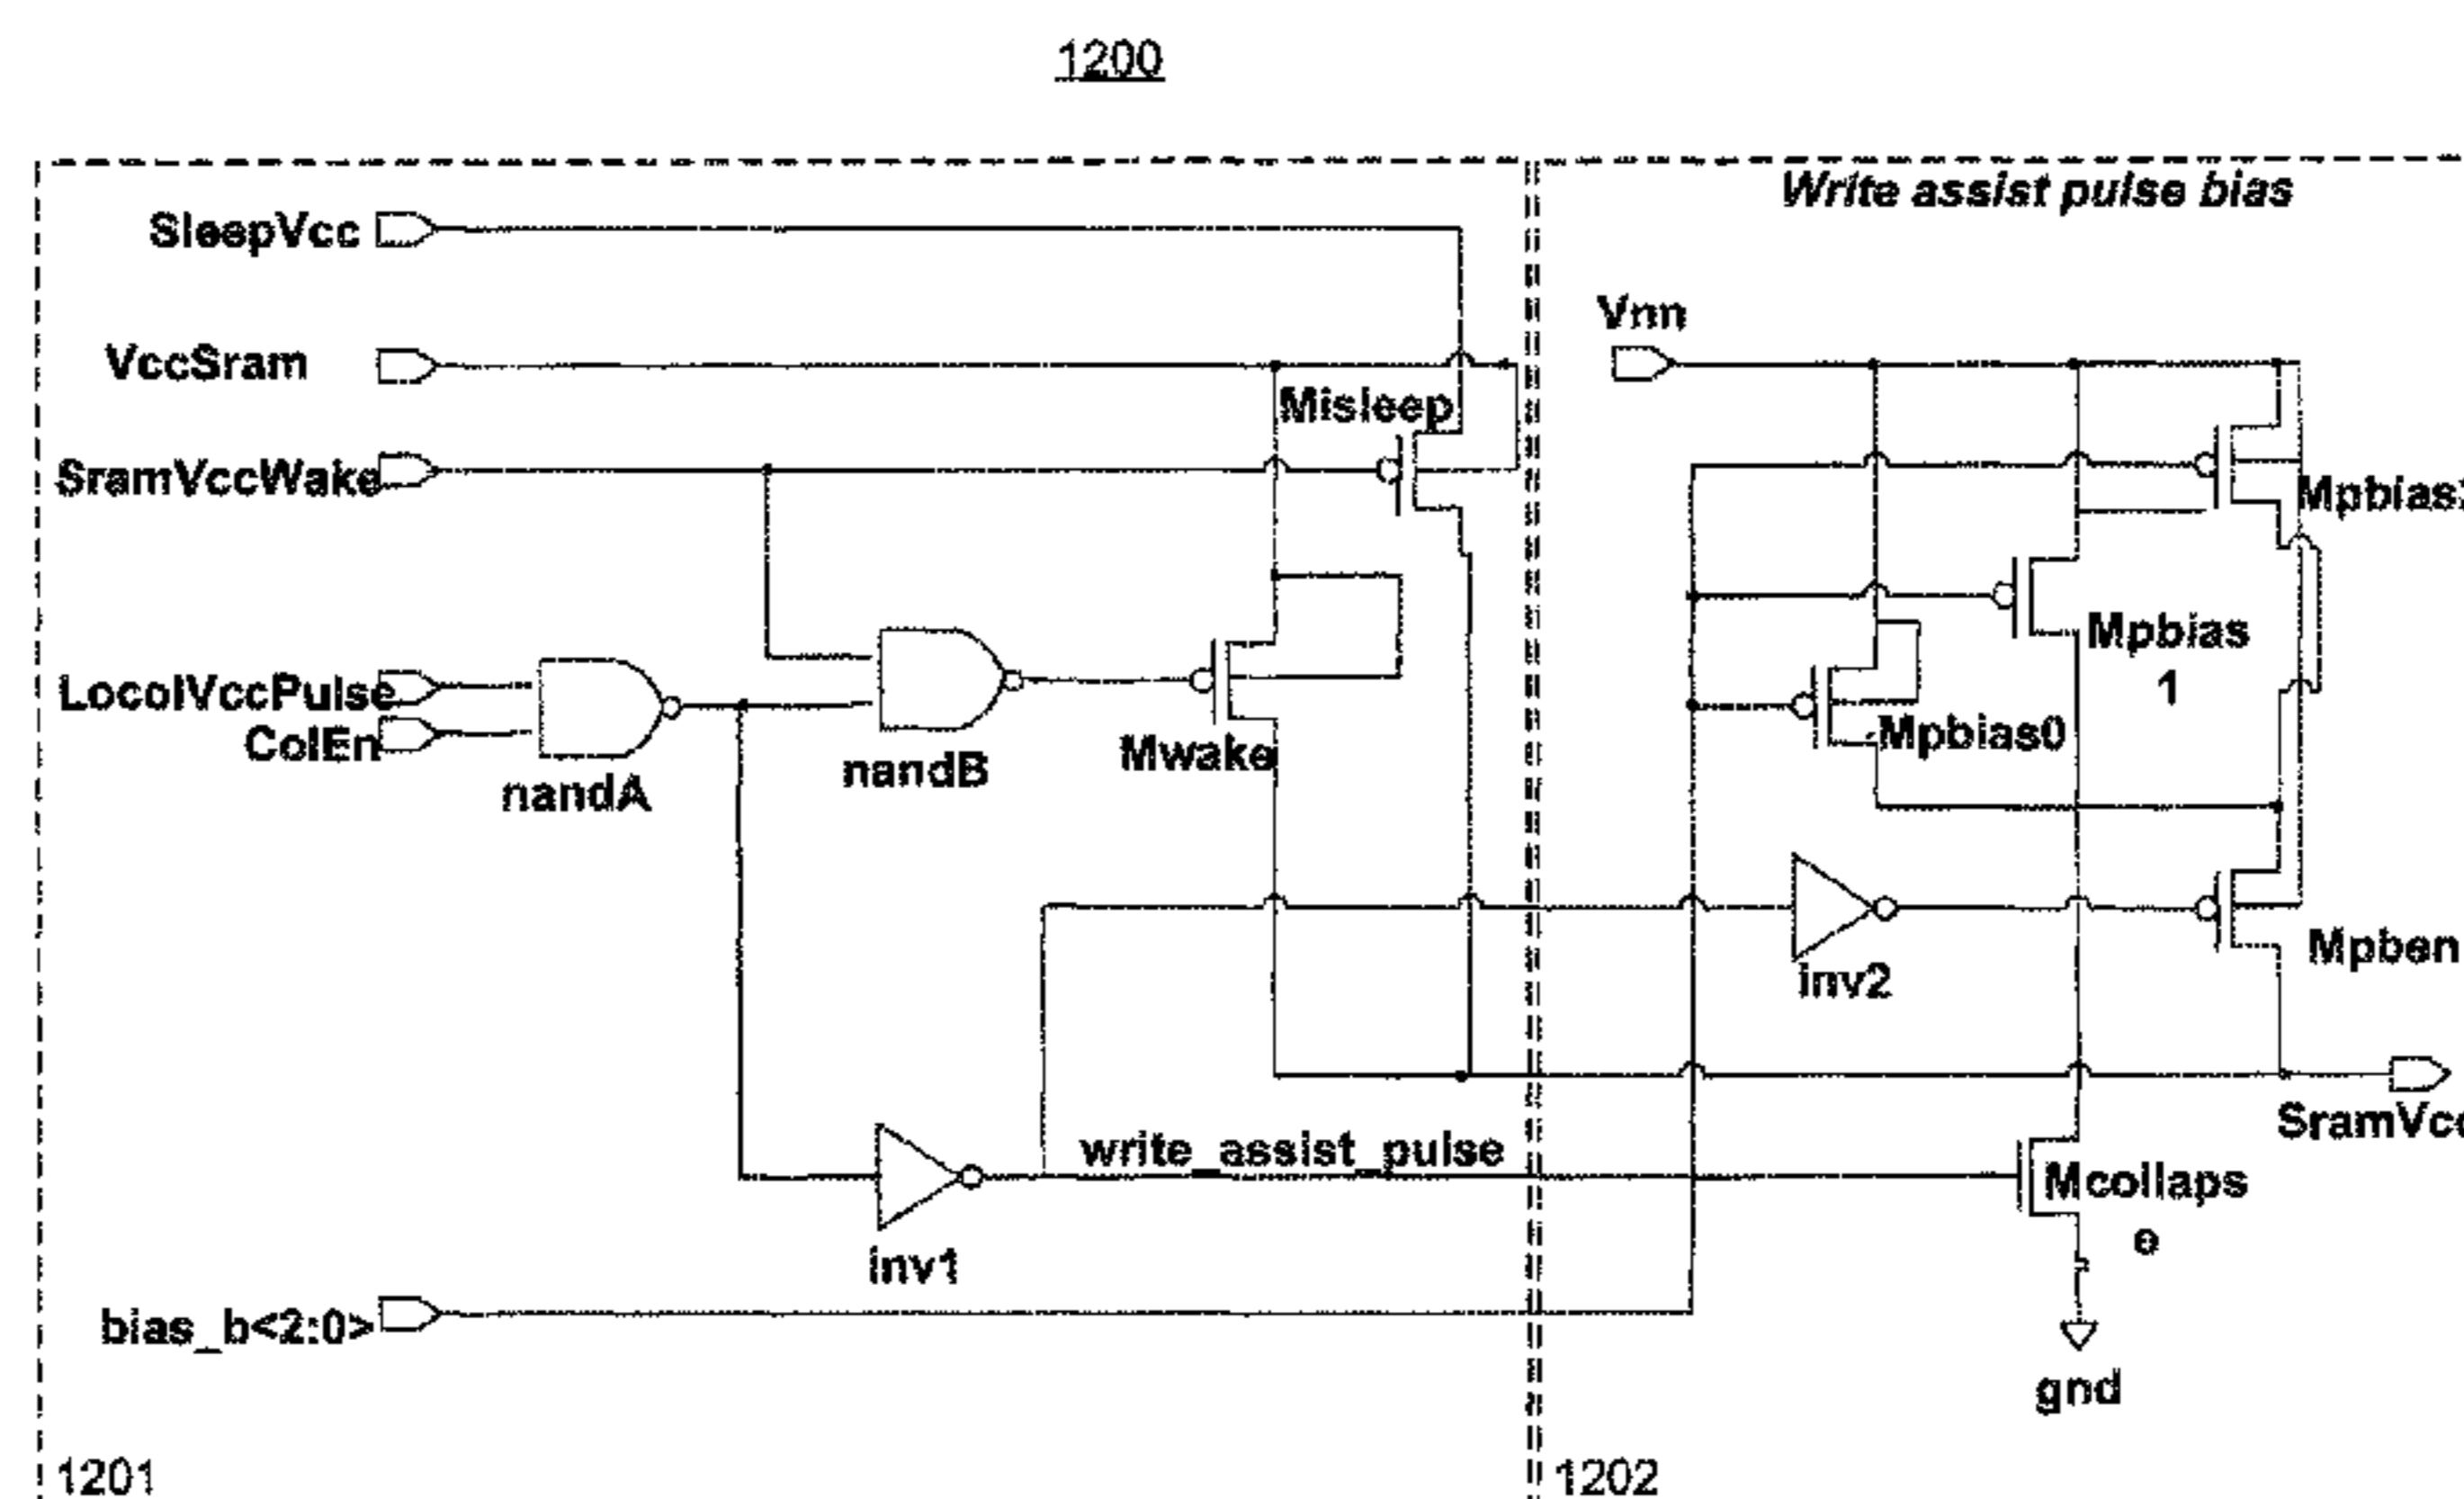 1200
Write assist pulse bias
SleepVcc
Vnn
VccSram
Misleep
SramVccWake
Mpbias
Mpbias
1
LocolVccPulse
ColEn
Mpbias0
Mwake
nandB
nandA
Mpben
inv2
SramVcc
write_assist_pulse
Mcollaps
e
inv1
bias_b<2:0>
gnd
1201
1202